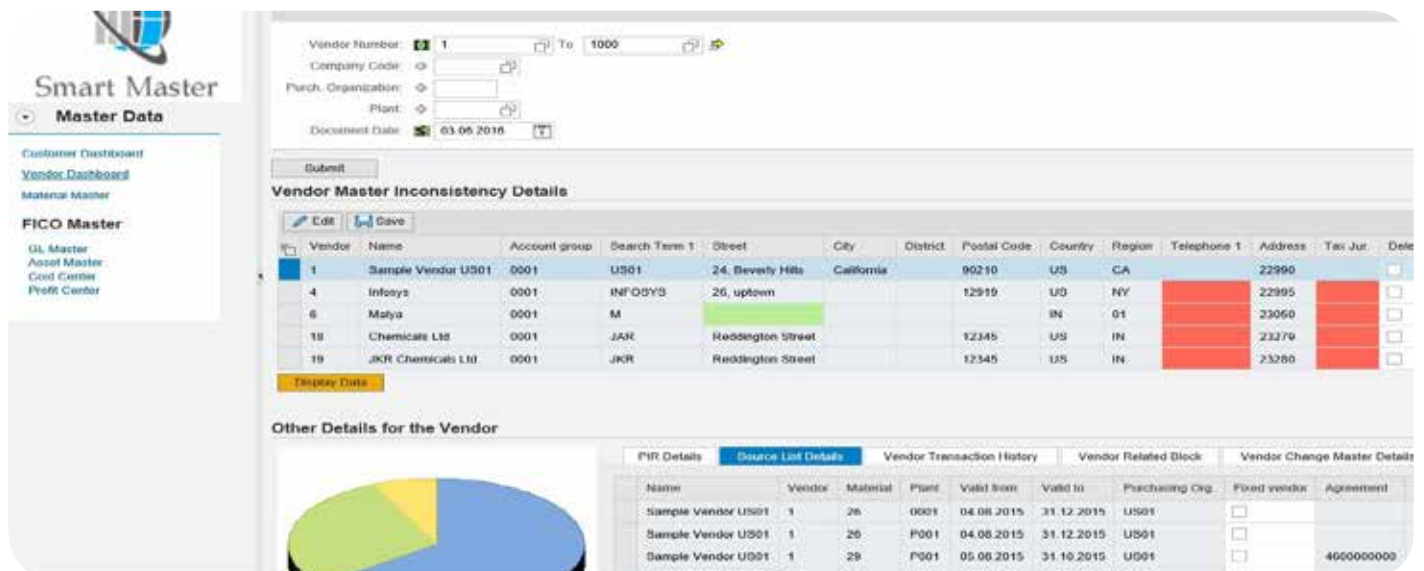 Vendor Number: 1 To 1000
Smart Master
Company Code:
Purch. Organization:
Master Data
Plant:
Document Date: 03.06.2016
Customer Dashboard
Submit
Vendor Dashboard
Vendor Master Inconsistency Details
Material Master
Edit Save
FICO Master
Vendor Name Account group Search Term 1 Street City District Postal Code Country Region Telephone 1 Address Tax Jur. Dele
GL Master
Asset Master
Cost Center
Profit Center
1 Sample Vendor US01 0001 US01 24, Beverly Hills California 90210 US CA 22990
4 Infosys 0001 INFOSYS 26, uptown 12919 US NY 22995
6 Malya 0001 M IN 01 23060
18 Chemicals Ltd 0001 JAR Reddington Street 12345 US IN 23279
19 JKR Chemicals Ltd 0001 JKR Reddington Street 12345 US IN 23280
Display Data
Other Details for the Vendor
PIR Details Source List Details Vendor Transaction History Vendor Related Block Vendor Change Master Details
Name Vendor Material Plant Valid from Valid to Purchasing Org. Fixed vendor Agreement
Sample Vendor US01 1 26 0001 04.08.2015 31.12.2015 US01
Sample Vendor US01 1 26 P001 04.08.2015 31.12.2015 US01
Sample Vendor US01 1 29 P001 05.06.2015 31.10.2015 US01 4600000000